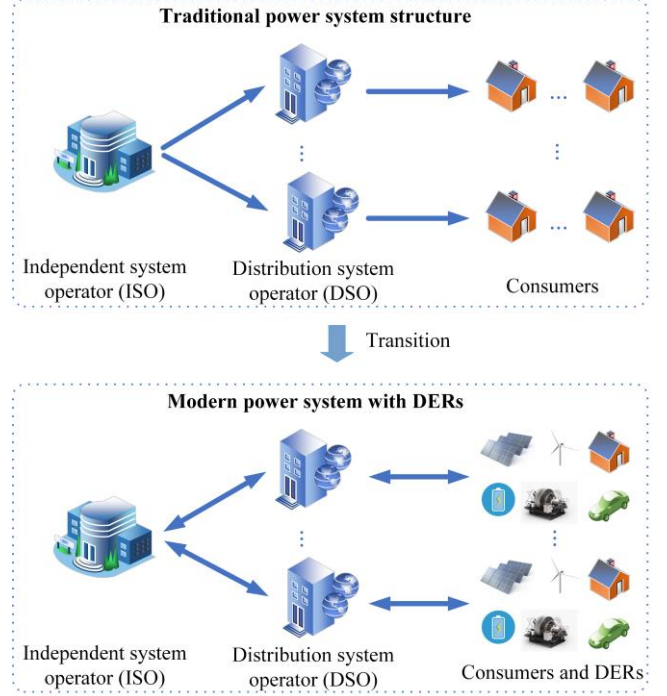 Traditional power system structure
...
...
...
...
Independent system
operator (ISO)
Distribution system
operator (DSO)
Consumers
Transition
Modern power system with DERs
...
...
Independent system
operator (ISO)
Distribution system
operator (DSO)
Consumers and DERs